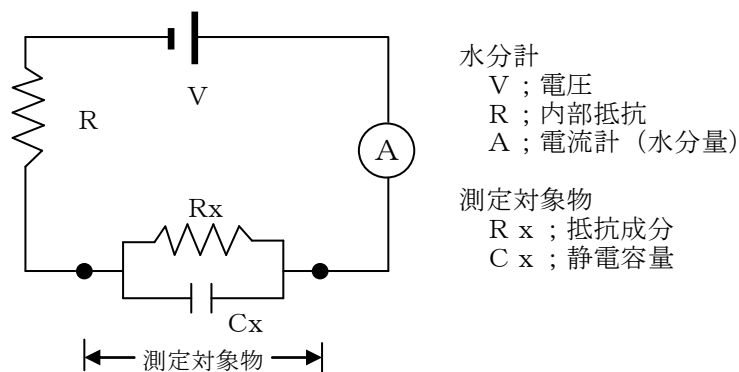 V
R
A
Rx
Cx
測定対象物
水分計
V ; 電圧
R ; 内部抵抗
A ; 電流計（水分量）
測定対象物
R x ; 抵抗成分
C x ; 静電容量